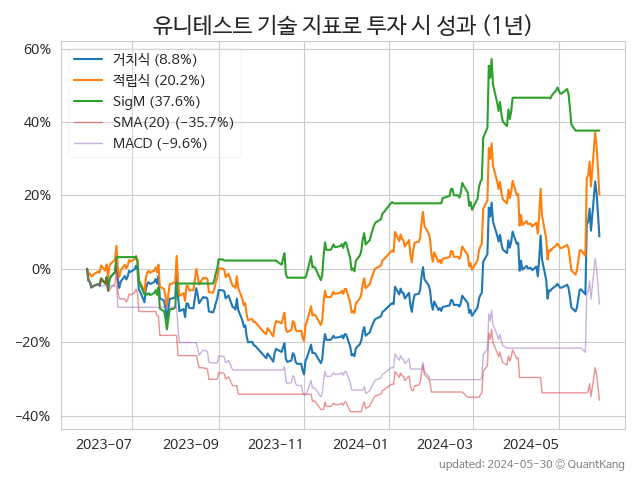 유니테스트 기술 지표로 투자 시 성과 (1년)
60%
40%
20%
0%
−20%
−40%
거치식 (8.8%)
적립식 (20.2%)
SigM (37.6%)
SMA(20) (−35.7%)
MACD (−9.6%)
2023-07
2023-09
2023-11
2024-01
2024-03
2024-05
updated: 2024-05-30 © QuantKang